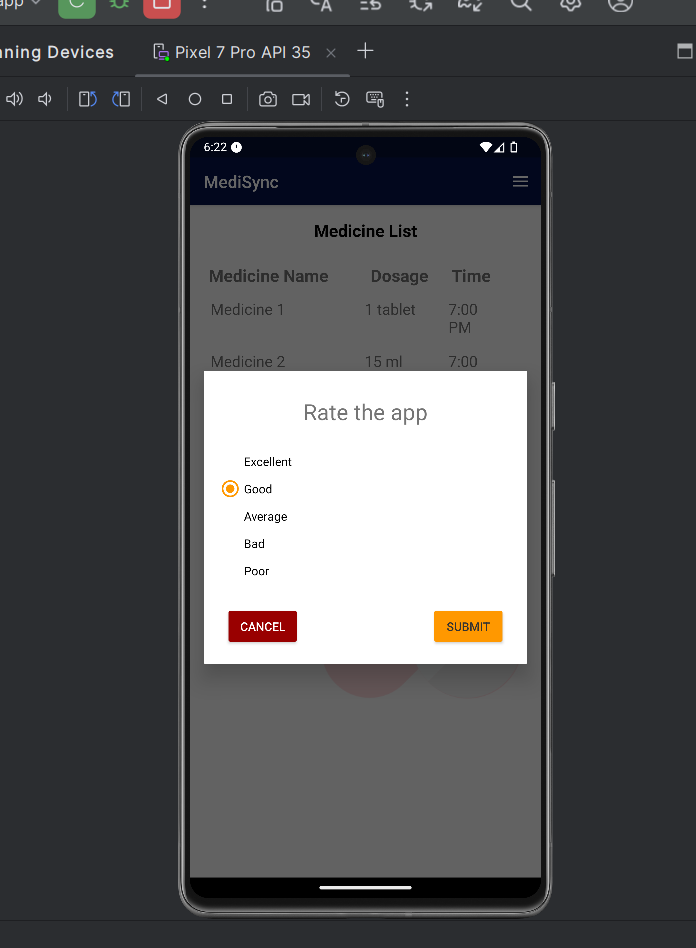 app
nning Devices
Pixel 7 Pro API 35
6:22
MediSync
Medicine List
Medicine Name Dosage Time
Medicine 1 1 tablet 7:00 PM
Medicine 2 15 ml 7:00
Rate the app
Excellent
Good
Average
Bad
Poor
CANCEL SUBMIT